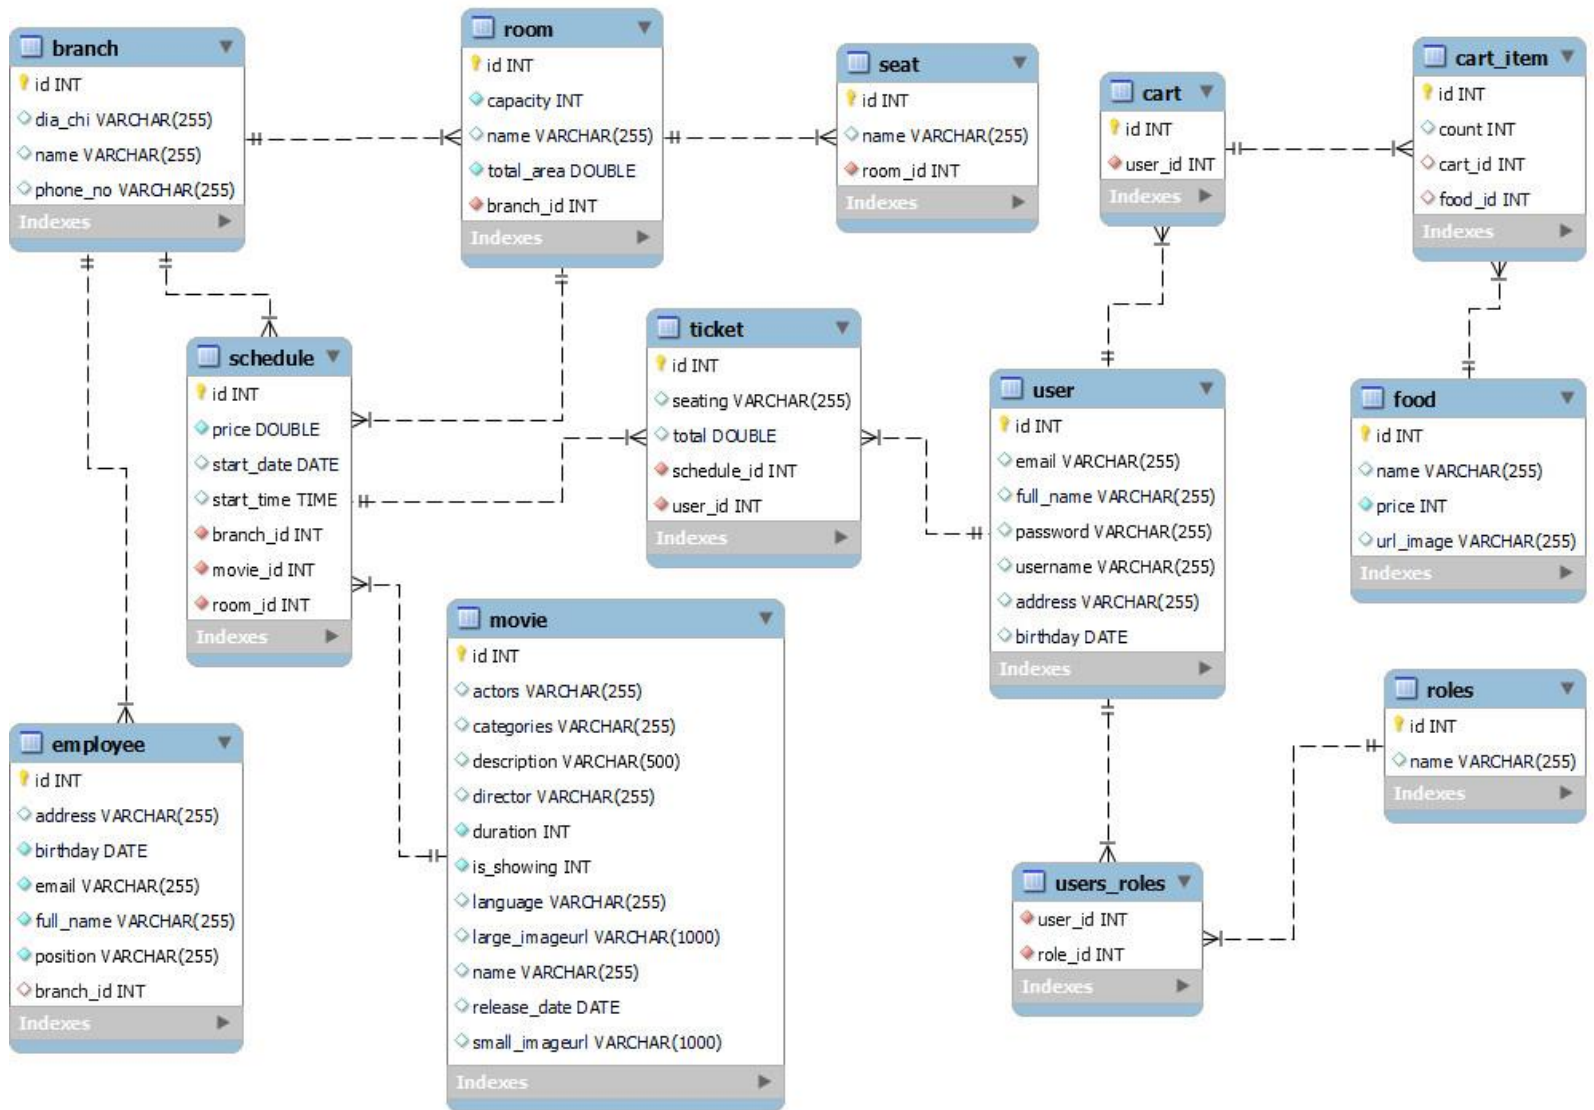 branch
id INT
dia_chi VARCHAR(255)
name VARCHAR(255)
phone_no VARCHAR(255)
Indexes
room
id INT
capacity INT
name VARCHAR(255)
total_area DOUBLE
branch_id INT
Indexes
seat
id INT
name VARCHAR(255)
room_id INT
Indexes
cart
id INT
user_id INT
Indexes
cart_item
id INT
count INT
cart_id INT
food_id INT
Indexes
schedule
id INT
price DOUBLE
start_date DATE
start_time TIME
branch_id INT
movie_id INT
room_id INT
Indexes
ticket
id INT
seating VARCHAR(255)
total DOUBLE
schedule_id INT
user_id INT
Indexes
user
id INT
email VARCHAR(255)
full_name VARCHAR(255)
password VARCHAR(255)
username VARCHAR(255)
address VARCHAR(255)
birthday DATE
Indexes
food
id INT
name VARCHAR(255)
price INT
url_image VARCHAR(255)
Indexes
employee
id INT
address VARCHAR(255)
birthday DATE
email VARCHAR(255)
full_name VARCHAR(255)
position VARCHAR(255)
branch_id INT
Indexes
movie
id INT
actors VARCHAR(255)
categories VARCHAR(255)
description VARCHAR(500)
director VARCHAR(255)
duration INT
is_showing INT
language VARCHAR(255)
large_imageurl VARCHAR(1000)
name VARCHAR(255)
release_date DATE
small_imageurl VARCHAR(1000)
Indexes
users_roles
user_id INT
role_id INT
Indexes
roles
id INT
name VARCHAR(255)
Indexes